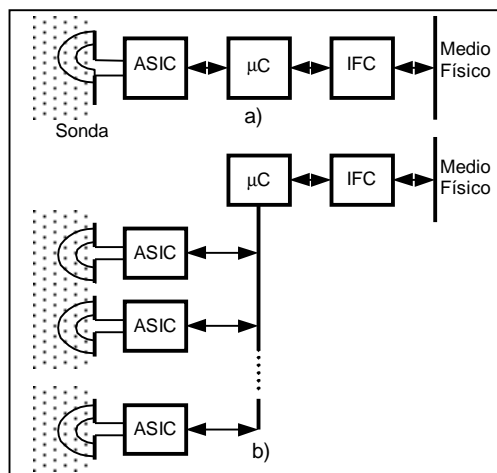 ASIC
µC
IFC
Medio
Físico
Sonda
a)
µC
IFC
Medio
Físico
ASIC
ASIC
ASIC
b)